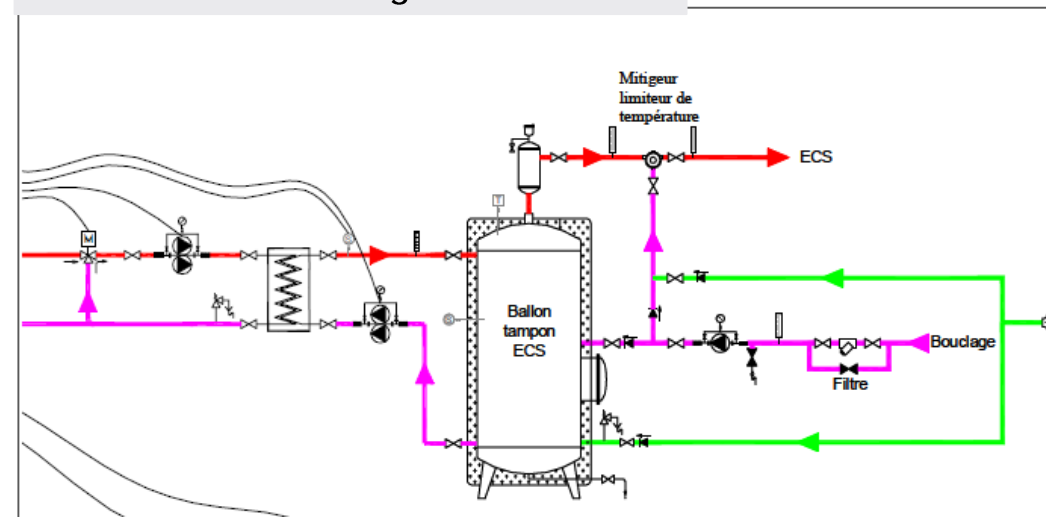 Mitigeur
limiteur de
température
ECS
M
T
S
S
Ballon
tampon
ECS
Bouclage
Filtre